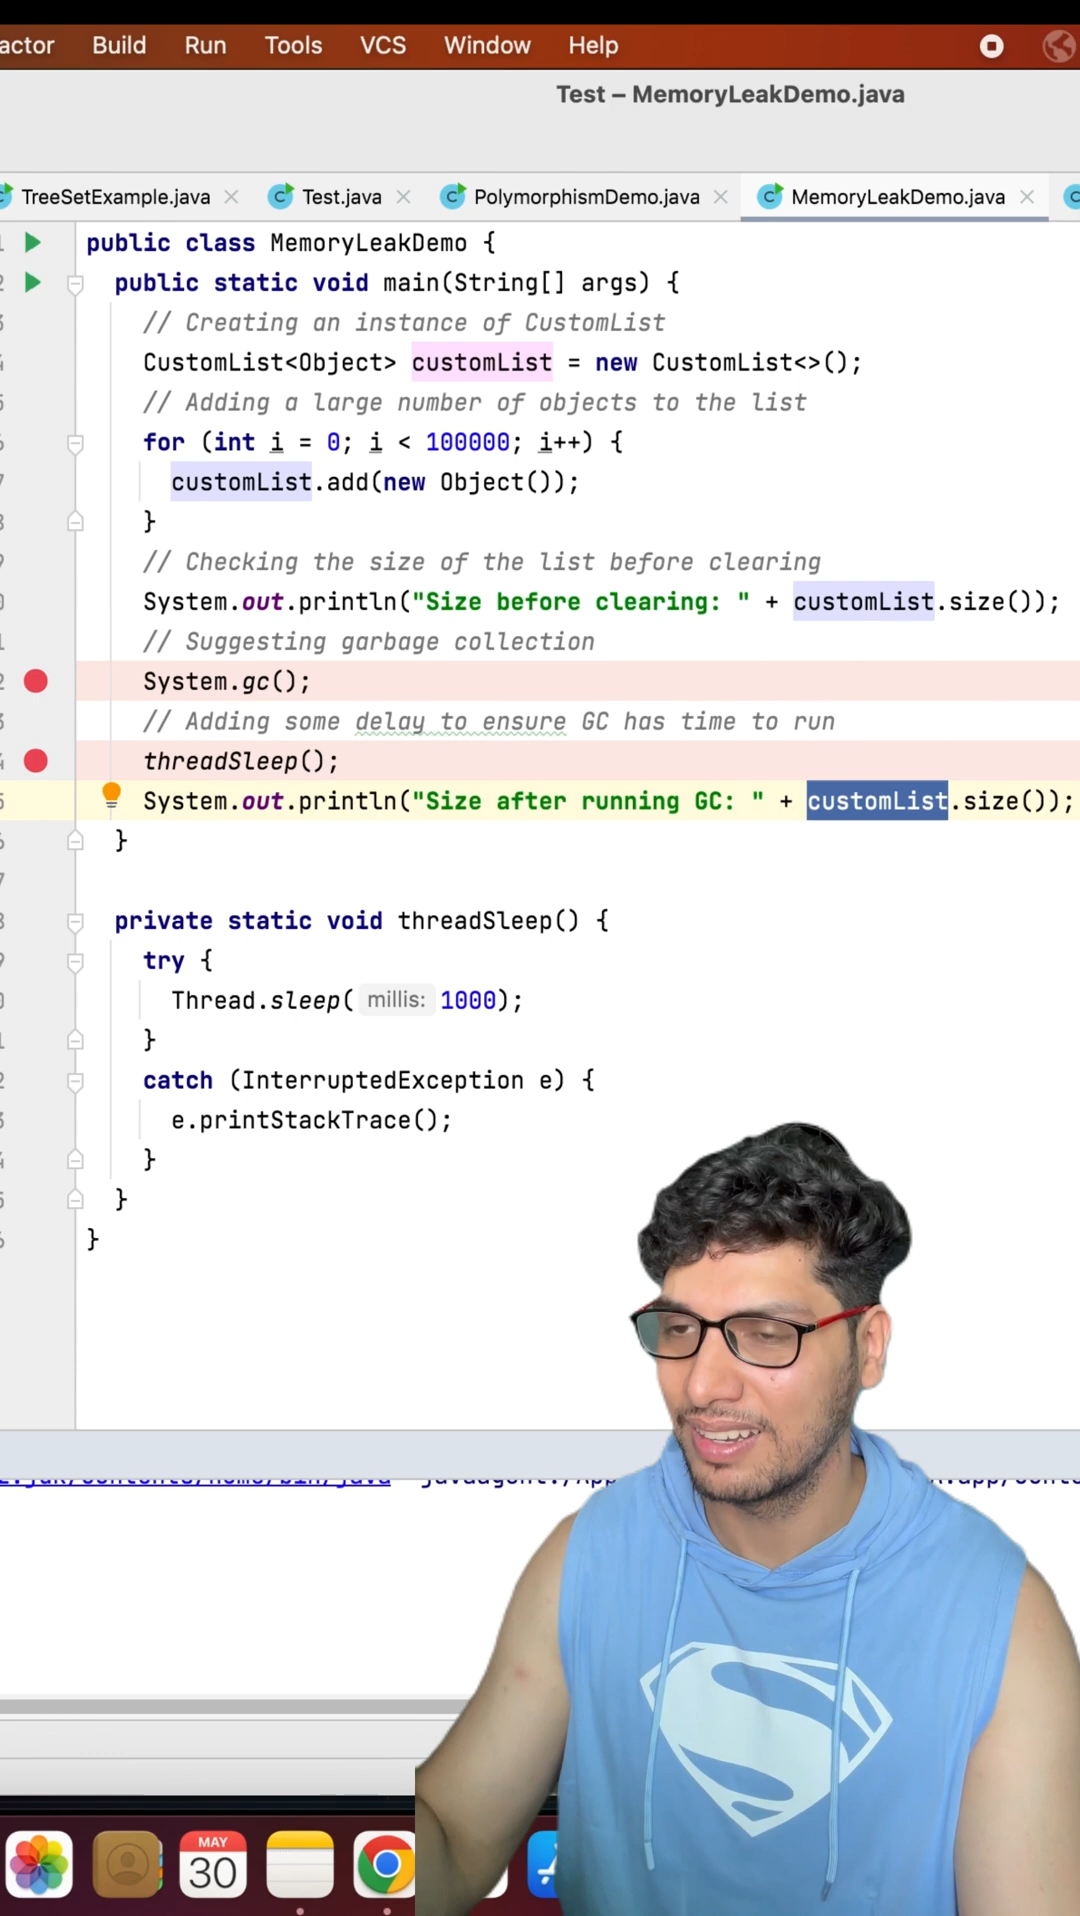 actor Build Run Tools VCS Window Help
Test – MemoryLeakDemo.java
TreeSetExample.java Test.java PolymorphismDemo.java MemoryLeakDemo.java
public class MemoryLeakDemo {
public static void main(String[] args) {
// Creating an instance of CustomList
CustomList<Object> customList = new CustomList<>();
// Adding a large number of objects to the list
for (int i = 0; i < 100000; i++) {
customList.add(new Object());
}
// Checking the size of the list before clearing
System.out.println("Size before clearing: " + customList.size());
// Suggesting garbage collection
System.gc();
// Adding some delay to ensure GC has time to run
threadSleep();
System.out.println("Size after running GC: " + customList.size());
}
private static void threadSleep() {
try {
Thread.sleep( millis: 1000);
}
catch (InterruptedException e) {
e.printStackTrace();
}
}
}
MAY
30